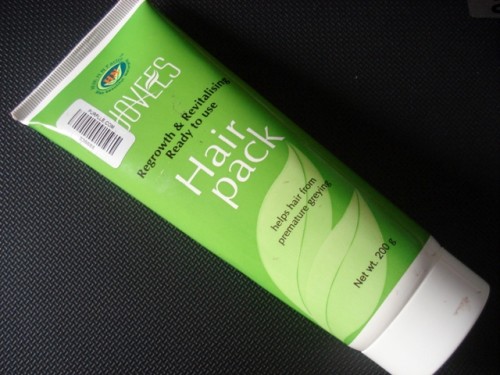 JOVEES
Regrowth & Revitalising
Ready to use
Hair
pack
helps hair from
premature greying
Net wt. 200 g